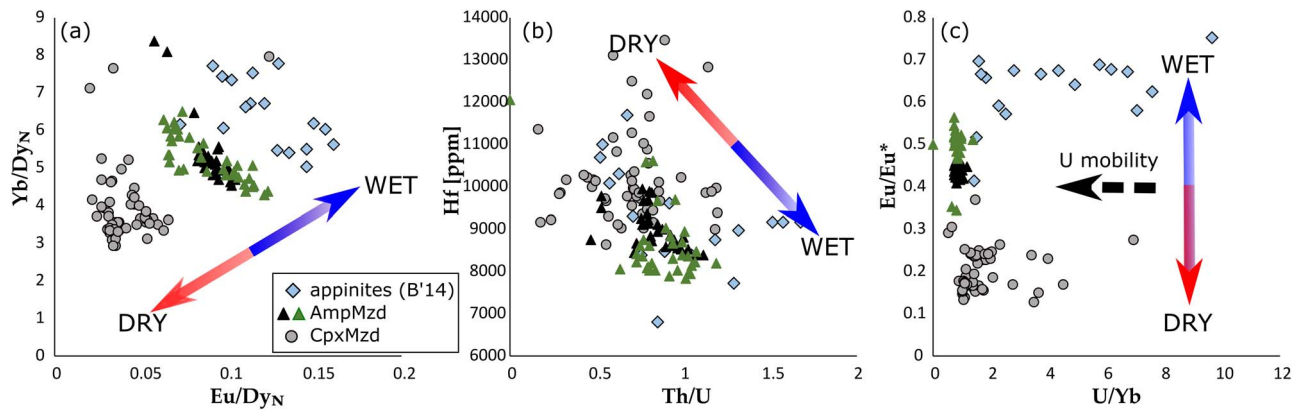 (a)
9
8
7
6
5
4
3
2
1
0
Yb/DyN
WET
DRY
appinites (B'14)
AmpMzd
CpxMzd
0
0.05
0.1
0.15
0.2
Eu/DyN
(b)
14000
13000
12000
11000
10000
9000
8000
7000
6000
Hf [ppm]
DRY
WET
0
0.5
1
1.5
2
Th/U
(c)
0.8
0.7
0.6
0.5
0.4
0.3
0.2
0.1
0
Eu/Eu*
WET
U mobility
DRY
0
2
4
6
8
10
12
U/Yb